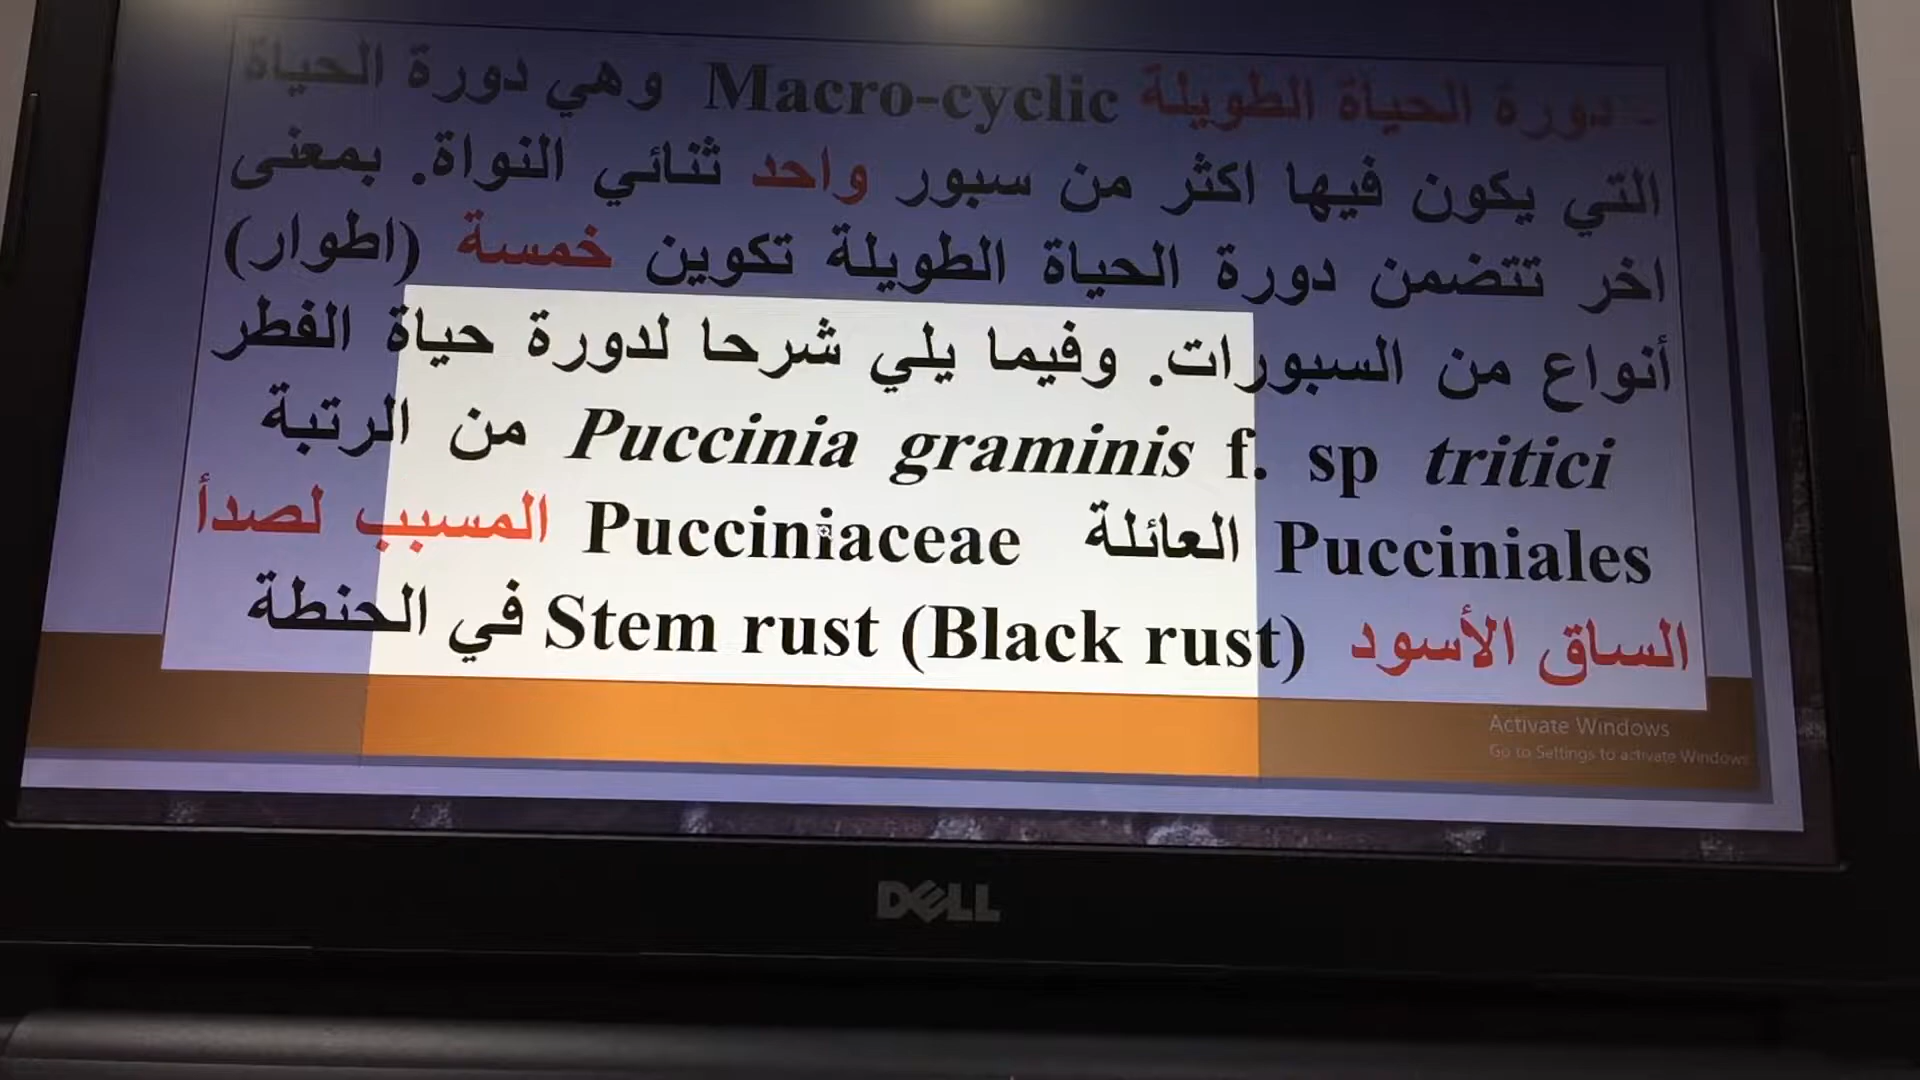 - دورة الحياة الطويلة Macro-cyclic وهي دورة الحياة
التي يكون فيها اكثر من سبور واحد ثنائي النواة. بمعنى
اخر تتضمن دورة الحياة الطويلة تكوين خمسة (اطوار)
أنواع من السبورات. وفيما يلي شرحا لدورة حياة الفطر
Puccinia graminis f. sp tritici من الرتبة
Pucciniales العائلة Pucciniaceae المسبب لصدأ
الساق الأسود Stem rust (Black rust) في الحنطة
Activate Windows
Go to Settings to activate Windows
DELL